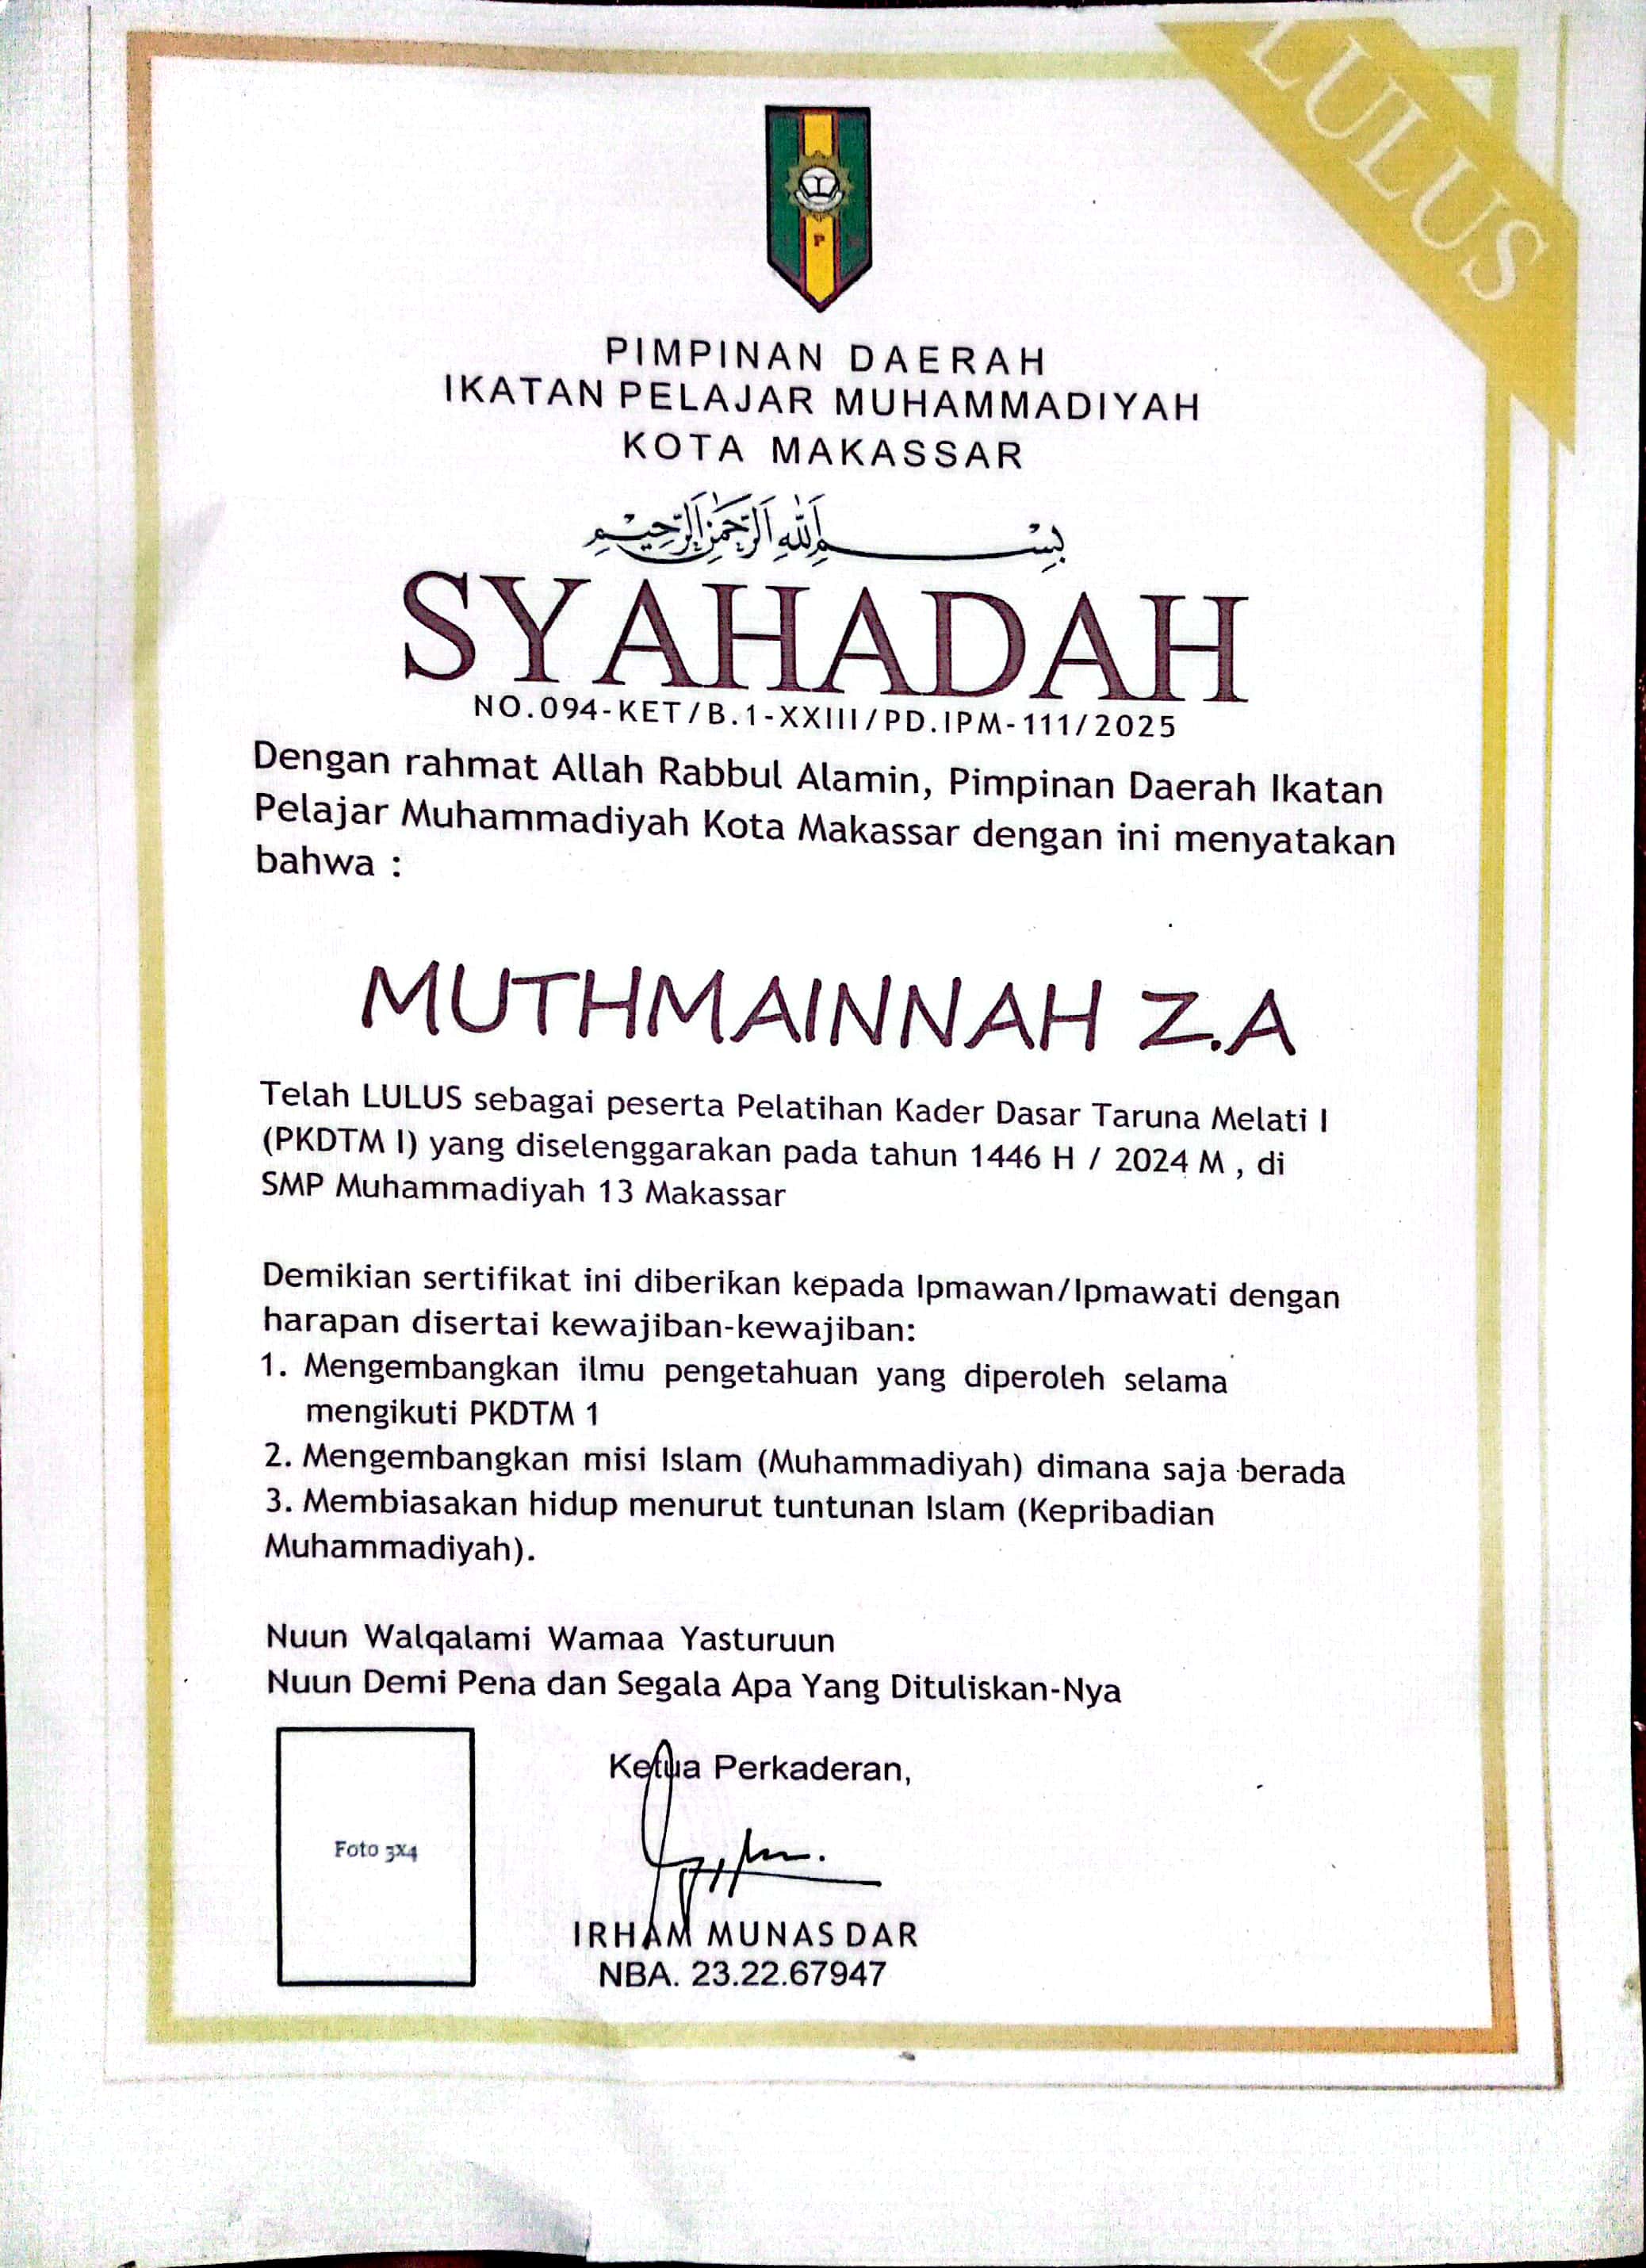 LULUS
I P M
PIMPINAN DAERAH
IKATAN PELAJAR MUHAMMADIYAH
KOTA MAKASSAR
بِسْمِ اللّٰهِ الرَّحْمٰنِ الرَّحِيْمِ
SYAHADAH
NO.094-KET/B.1-XXIII/PD.IPM-111/2025
Dengan rahmat Allah Rabbul Alamin, Pimpinan Daerah Ikatan
Pelajar Muhammadiyah Kota Makassar dengan ini menyatakan
bahwa :
MUTHMAINNAH Z.A
Telah LULUS sebagai peserta Pelatihan Kader Dasar Taruna Melati I
(PKDTM I) yang diselenggarakan pada tahun 1446 H / 2024 M , di
SMP Muhammadiyah 13 Makassar
Demikian sertifikat ini diberikan kepada Ipmawan/Ipmawati dengan
harapan disertai kewajiban-kewajiban:
1. Mengembangkan ilmu pengetahuan yang diperoleh selama
mengikuti PKDTM 1
2. Mengembangkan misi Islam (Muhammadiyah) dimana saja berada
3. Membiasakan hidup menurut tuntunan Islam (Kepribadian
Muhammadiyah).
Nuun Walqalami Wamaa Yasturuun
Nuun Demi Pena dan Segala Apa Yang Dituliskan-Nya
Ketua Perkaderan,
Foto 3x4
IRHAM MUNASDAR
NBA. 23.22.67947